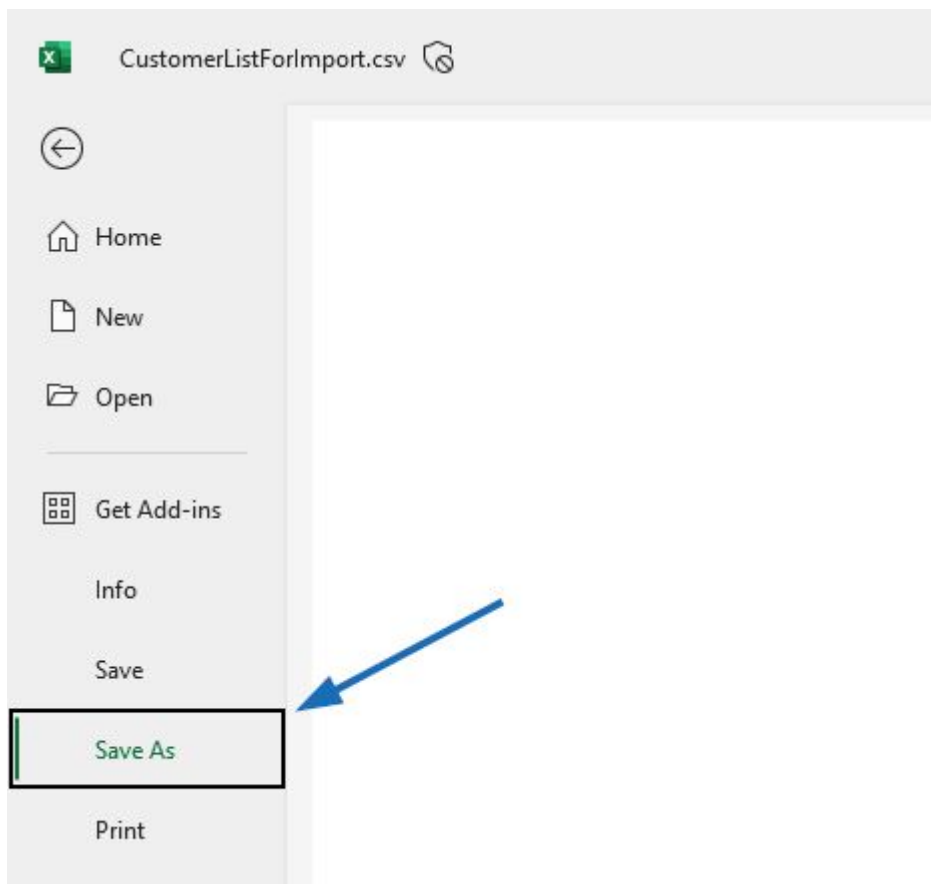 CustomerListForImport.csv
Home
New
Open
Get Add-ins
Info
Save
Save As
Print